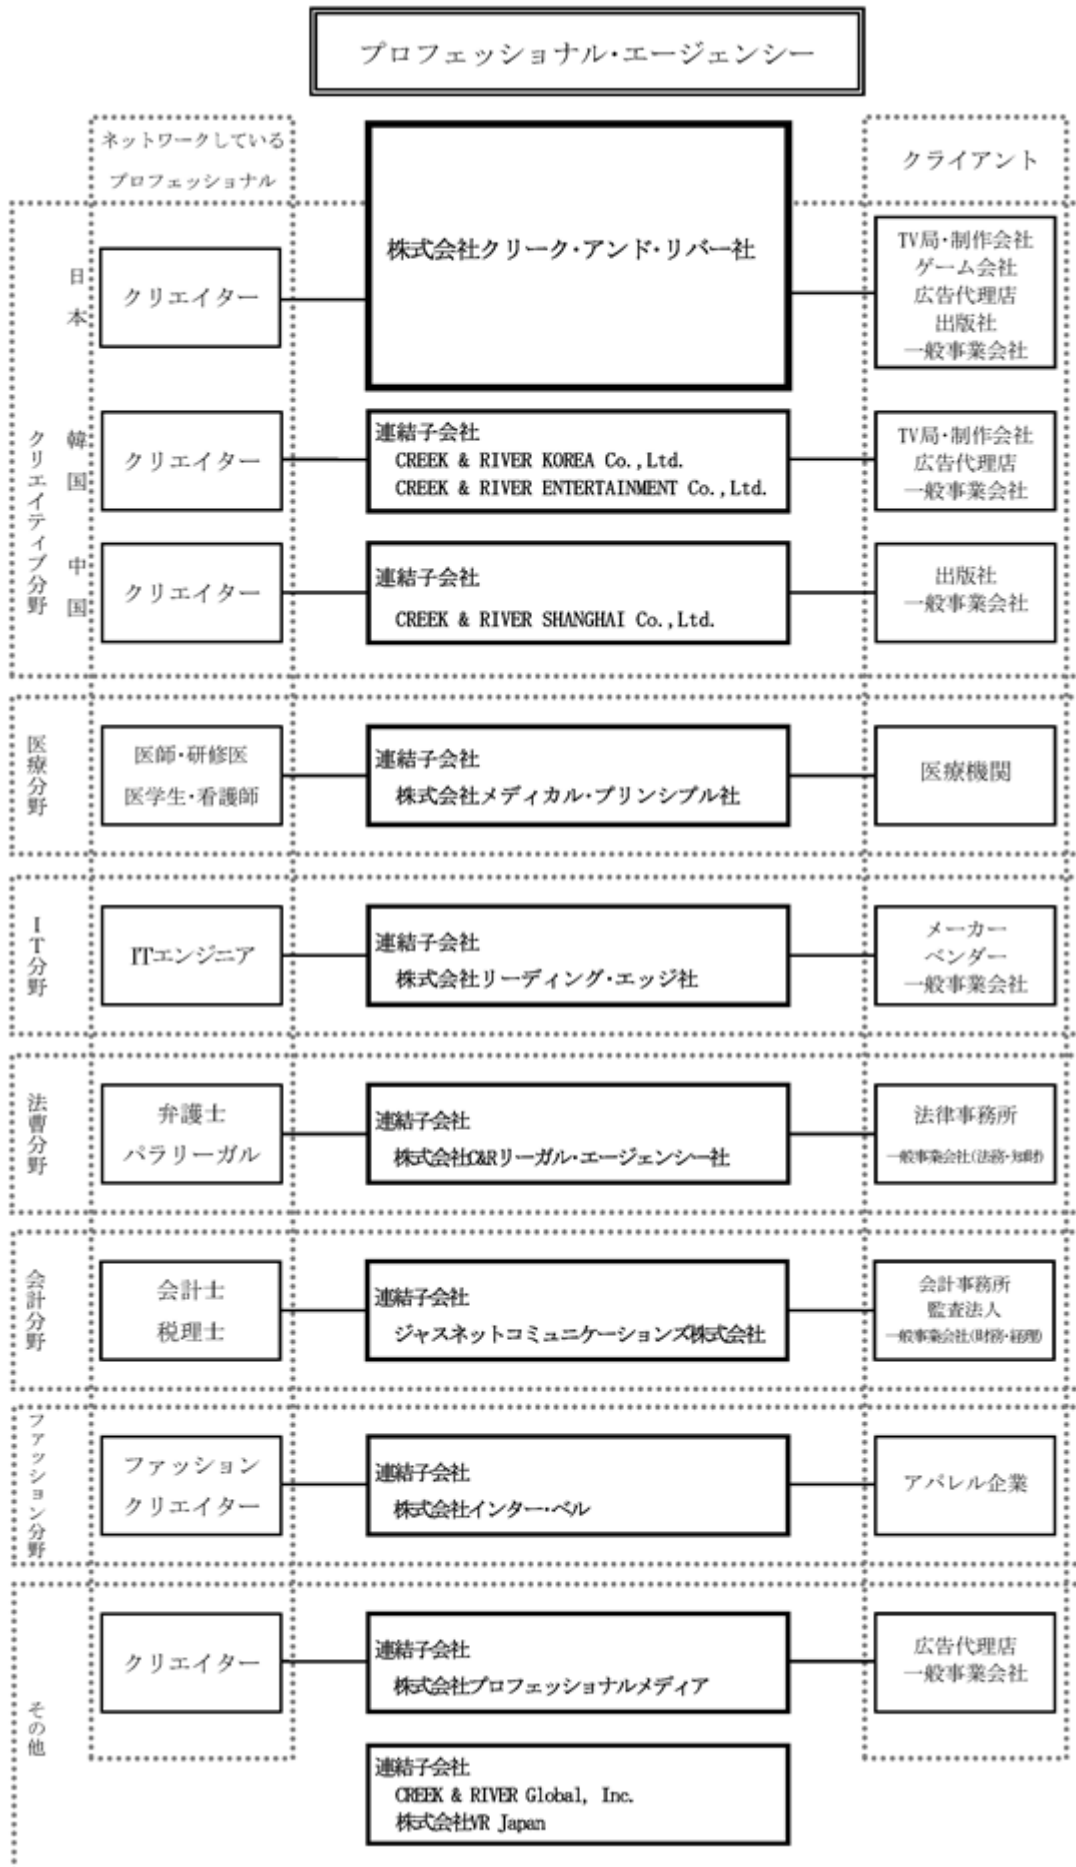 プロフェッショナル・エージェンシー
ネットワークしている
プロフェッショナル
クライアント
クリエイティブ分野
日本
クリエイター
株式会社クリーク・アンド・リバー社
TV局・制作会社
ゲーム会社
広告代理店
出版社
一般事業会社
韓国
クリエイター
連結子会社
CREEK & RIVER KOREA Co.,Ltd.
CREEK & RIVER ENTERTAINMENT Co.,Ltd.
TV局・制作会社
広告代理店
一般事業会社
中国
クリエイター
連結子会社
CREEK & RIVER SHANGHAI Co.,Ltd.
出版社
一般事業会社
医療分野
医師・研修医
医学生・看護師
連結子会社
株式会社メディカル・プリンシプル社
医療機関
IT分野
ITエンジニア
連結子会社
株式会社リーディング・エッジ社
メーカー
ベンダー
一般事業会社
法曹分野
弁護士
パラリーガル
連結子会社
株式会社C&Rリーガル・エージェンシー社
法律事務所
一般事業会社(法務・知財)
会計分野
会計士
税理士
連結子会社
ジャスネットコミュニケーションズ株式会社
会計事務所
監査法人
一般事業会社(財務・経理)
ファッション分野
ファッション
クリエイター
連結子会社
株式会社インター・ベル
アパレル企業
その他
クリエイター
連結子会社
株式会社プロフェッショナルメディア
広告代理店
一般事業会社
連結子会社
CREEK & RIVER Global, Inc.
株式会社VR Japan